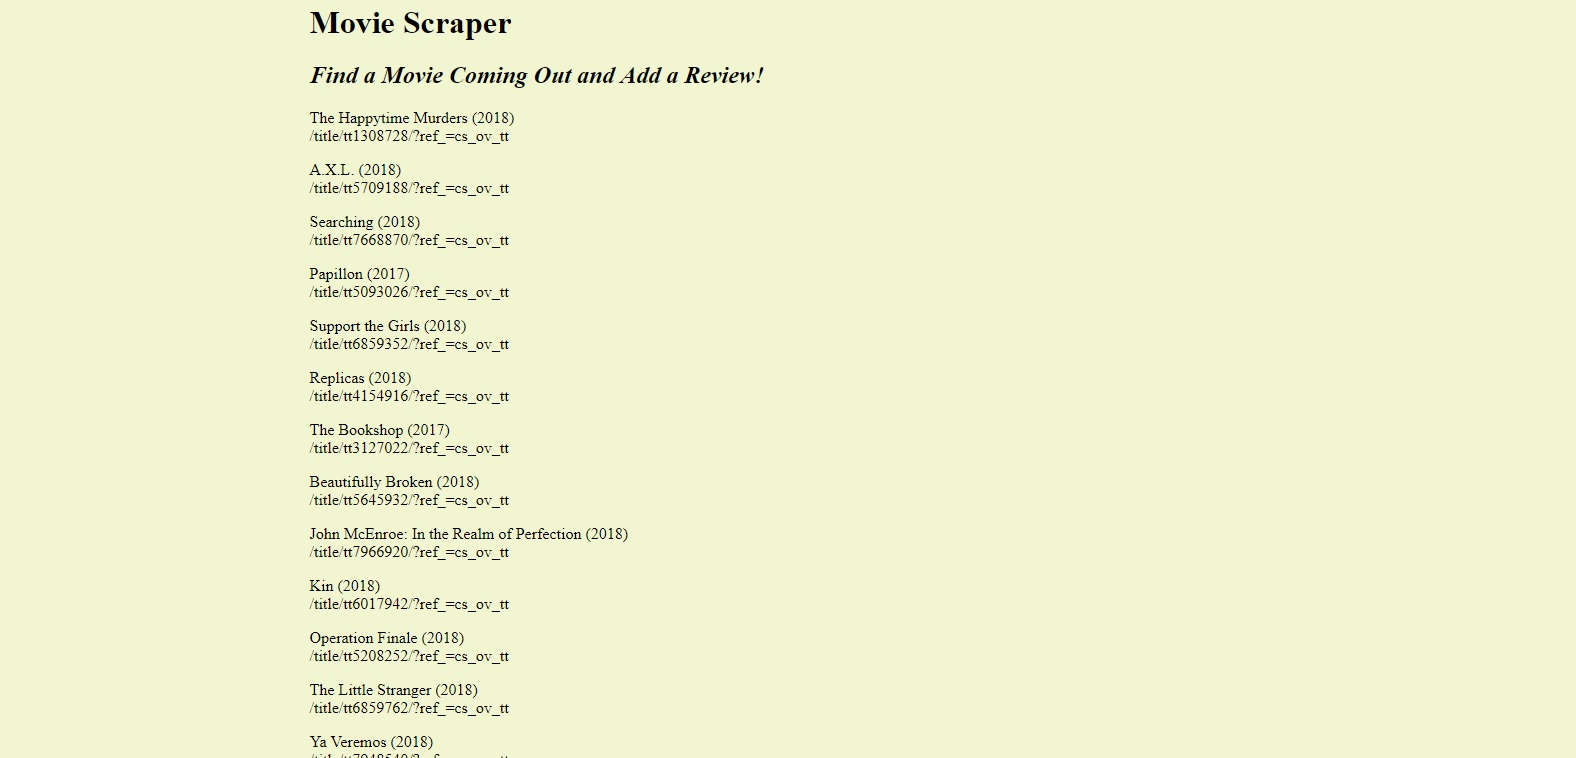 Movie Scraper
Find a Movie Coming Out and Add a Review!
The Happytime Murders (2018)
/title/tt1308728/?ref_=cs_ov_tt
A.X.L. (2018)
/title/tt5709188/?ref_=cs_ov_tt
Searching (2018)
/title/tt7668870/?ref_=cs_ov_tt
Papillon (2017)
/title/tt5093026/?ref_=cs_ov_tt
Support the Girls (2018)
/title/tt6859352/?ref_=cs_ov_tt
Replicas (2018)
/title/tt4154916/?ref_=cs_ov_tt
The Bookshop (2017)
/title/tt3127022/?ref_=cs_ov_tt
Beautifully Broken (2018)
/title/tt5645932/?ref_=cs_ov_tt
John McEnroe: In the Realm of Perfection (2018)
/title/tt7966920/?ref_=cs_ov_tt
Kin (2018)
/title/tt6017942/?ref_=cs_ov_tt
Operation Finale (2018)
/title/tt5208252/?ref_=cs_ov_tt
The Little Stranger (2018)
/title/tt6859762/?ref_=cs_ov_tt
Ya Veremos (2018)